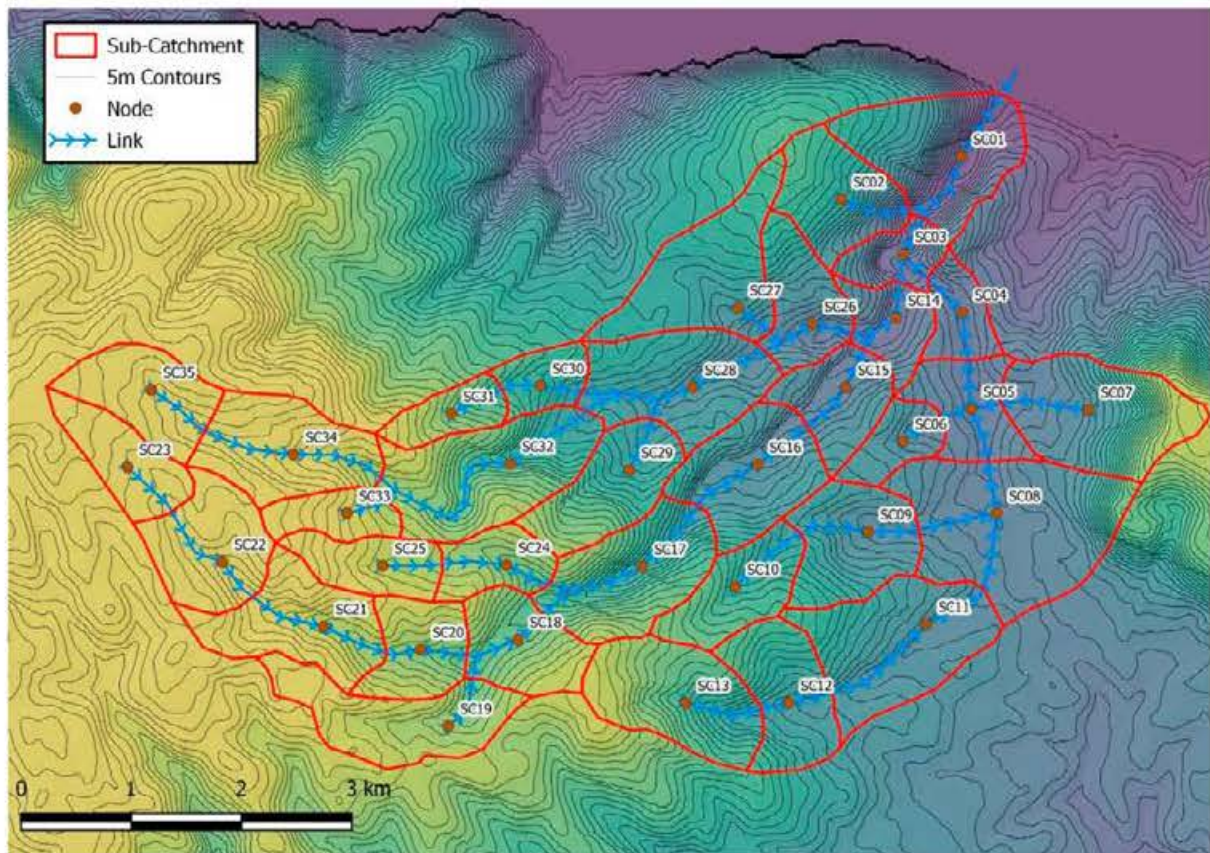 Sub-Catchment
5m Contours
Node
Link
SC01
SC02
SC03
SC27
SC04
SC26
SC14
SC35
SC30
SC28
SC15
SC31
SC05
SC07
SC34
SC06
SC23
SC32
SC29
SC16
SC33
SC08
SC09
SC25
SC24
SC17
SC22
SC10
SC21
SC11
SC20
SC18
SC13
SC12
SC19
0 1 2 3 km